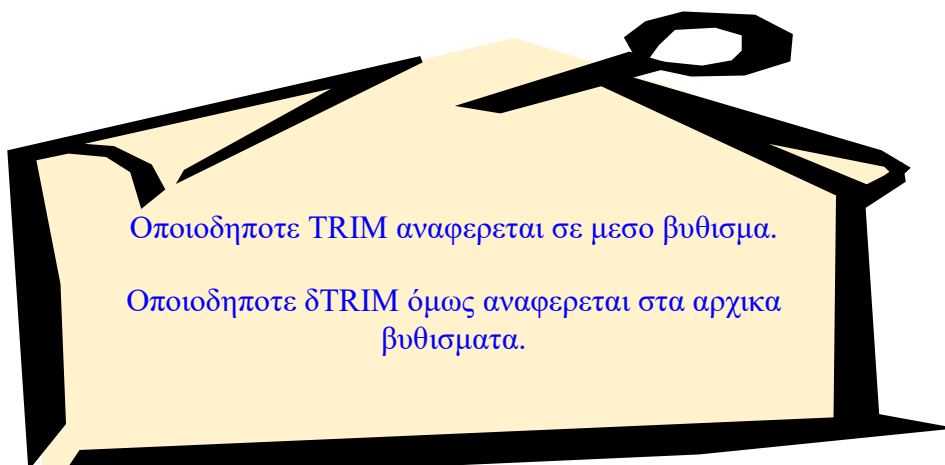 Οποιοδηποτε TRIM αναφερεται σε μεσο βυθισμα.
Οποιοδηποτε δTRIM όμως αναφερεται στα αρχικα
βυθισματα.